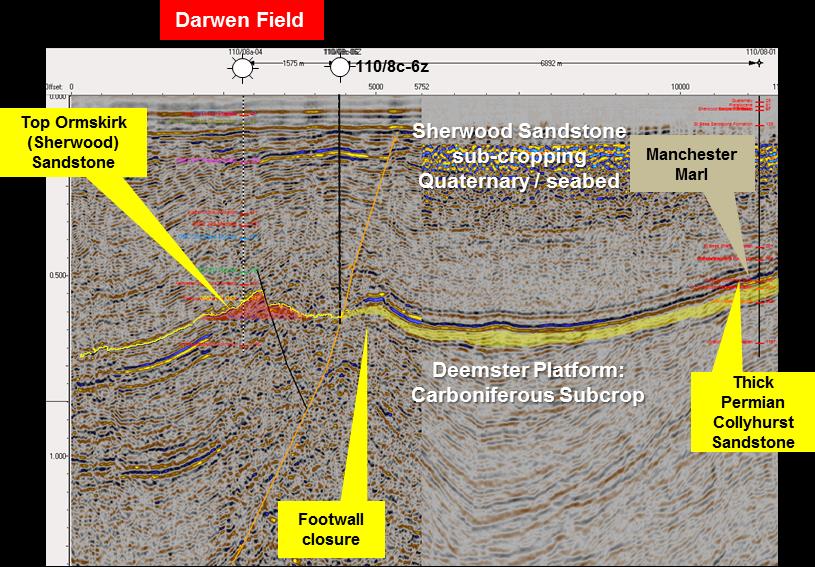 Darwen Field
110/08a-04
110/08-01
110/8c-6z
1575 m
6892 m
Offset: 0
5000
5752
10000
0.000
0.500
1.000
Top Ormskirk
(Sherwood)
Sandstone
Sherwood Sandstone
sub-cropping
Quaternary / seabed
Manchester
Marl
Deemster Platform:
Carboniferous Subcrop
Thick
Permian
Collyhurst
Sandstone
Footwall
closure